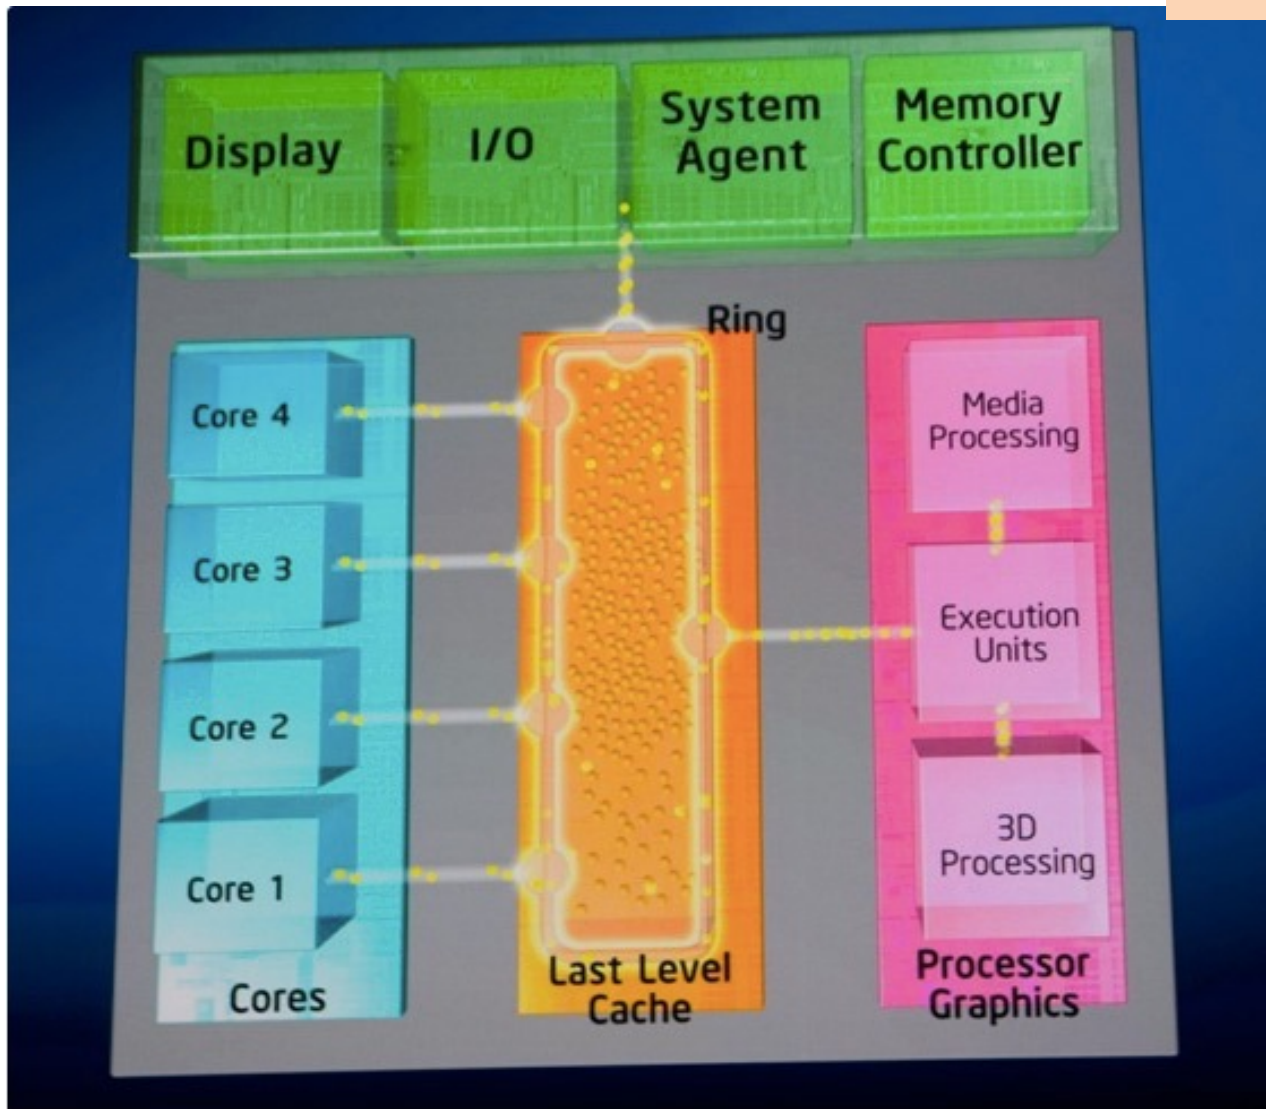 Display
I/O
System
Agent
Memory
Controller
Ring
Core 4
Core 3
Core 2
Core 1
Cores
Last Level
Cache
Media
Processing
Execution
Units
3D
Processing
Processor
Graphics